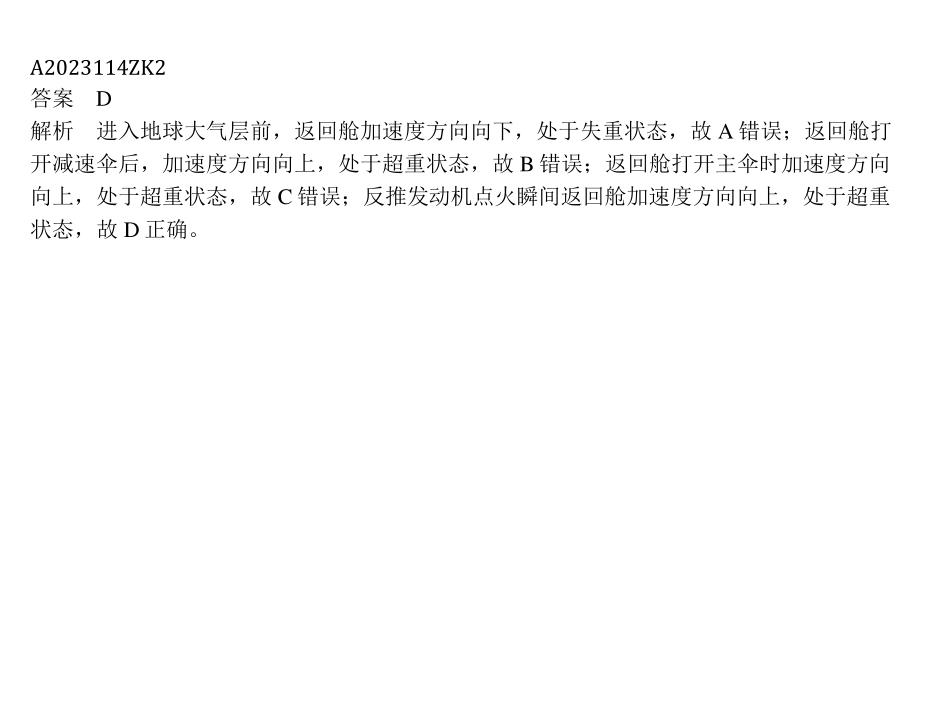 A2023114ZK2
答案　D
解析　进入地球大气层前，返回舱加速度方向向下，处于失重状态，故 A 错误；返回舱打
开减速伞后，加速度方向向上，处于超重状态，故 B 错误；返回舱打开主伞时加速度方向
向上，处于超重状态，故 C 错误；反推发动机点火瞬间返回舱加速度方向向上，处于超重
状态，故 D 正确。